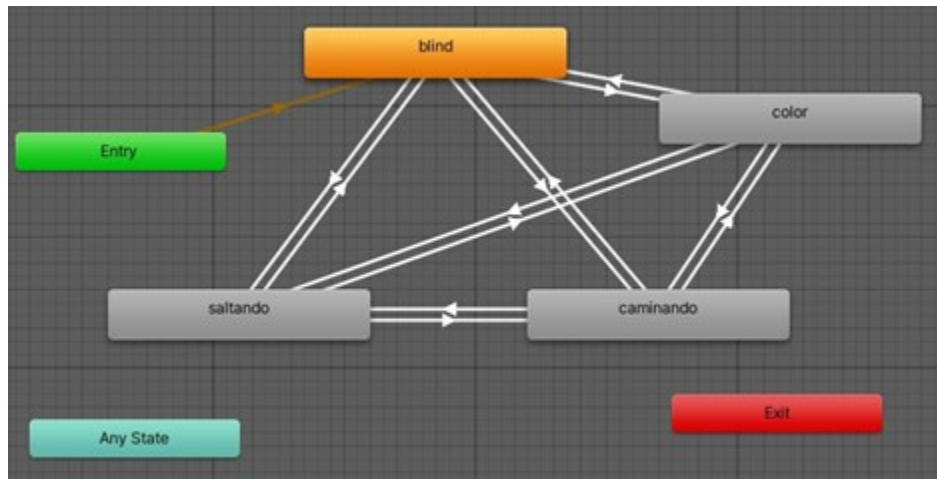 blind
color
Entry
saltando
caminando
Exit
Any State